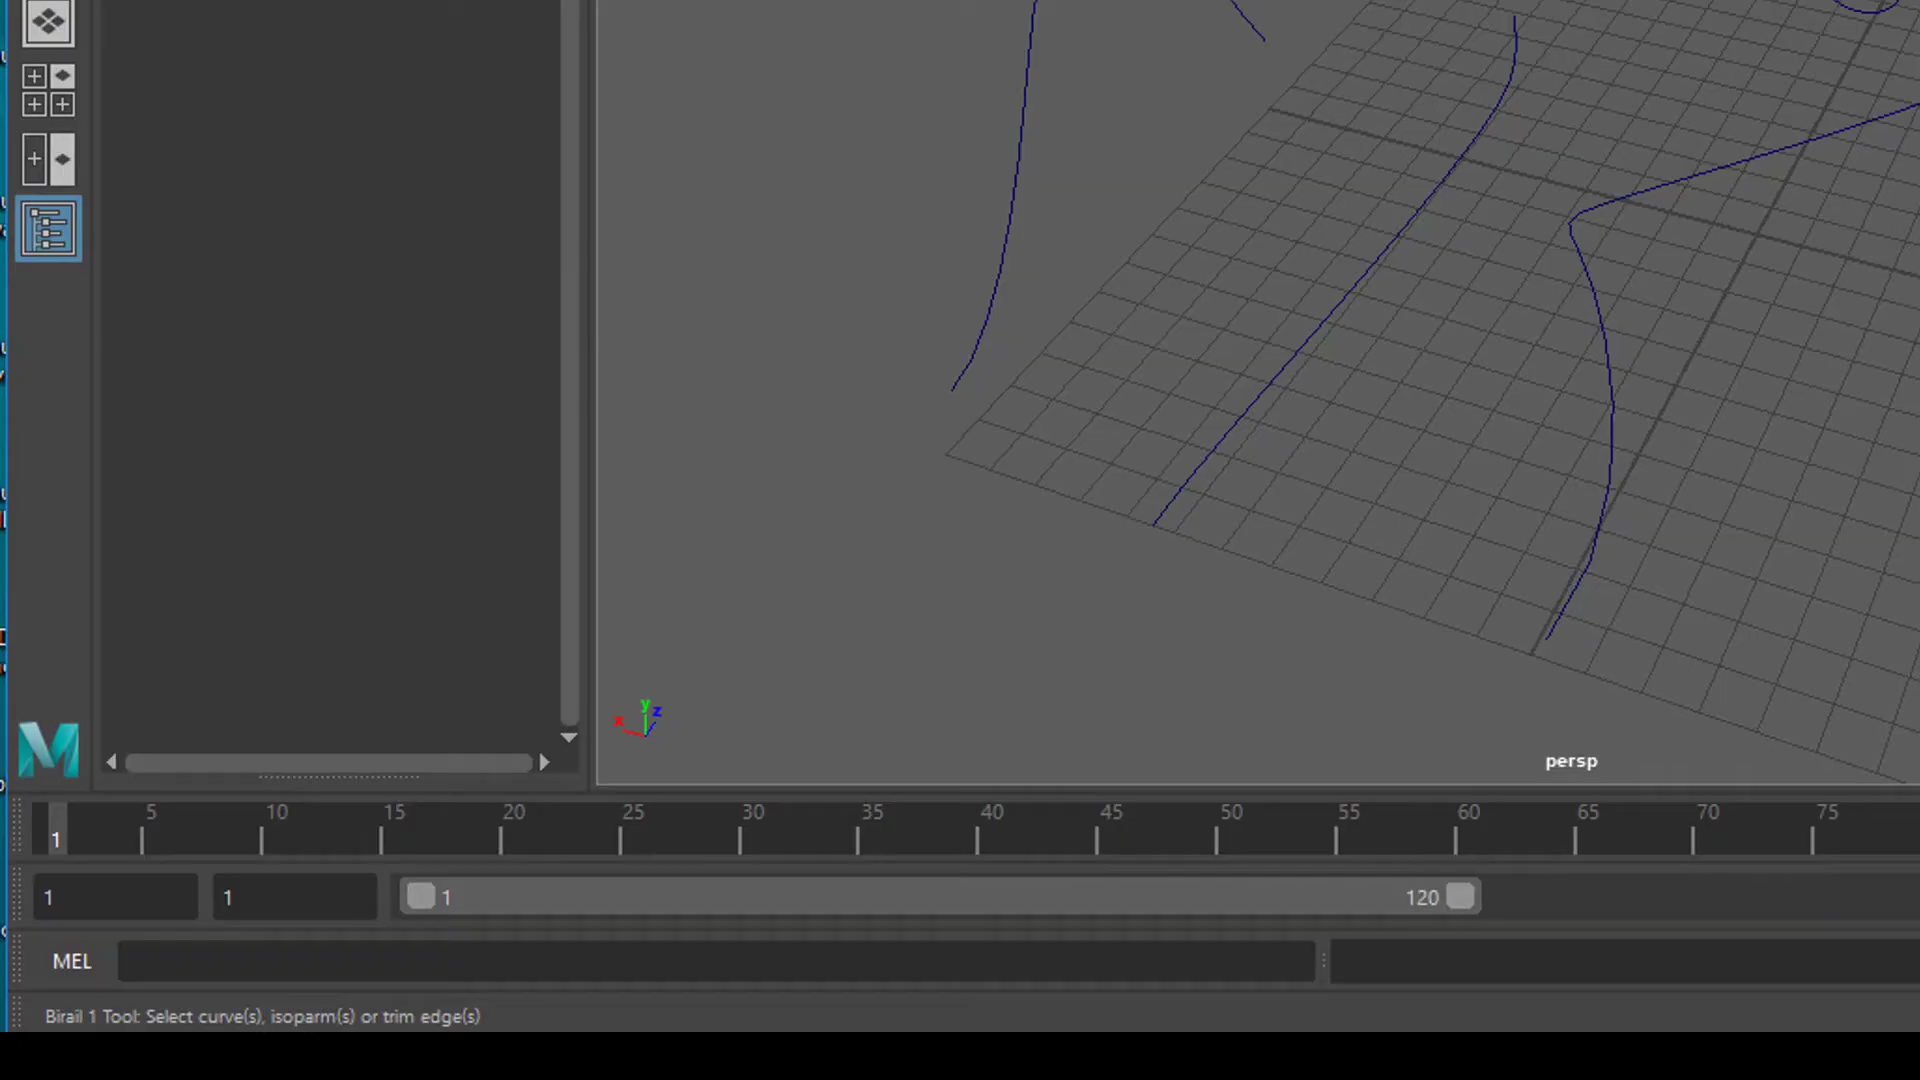 y
x z
persp
5 10 15 20 25 30 35 40 45 50 55 60 65 70 75
1
1 1 1 120
MEL
Birail 1 Tool: Select curve(s), isoparm(s) or trim edge(s)